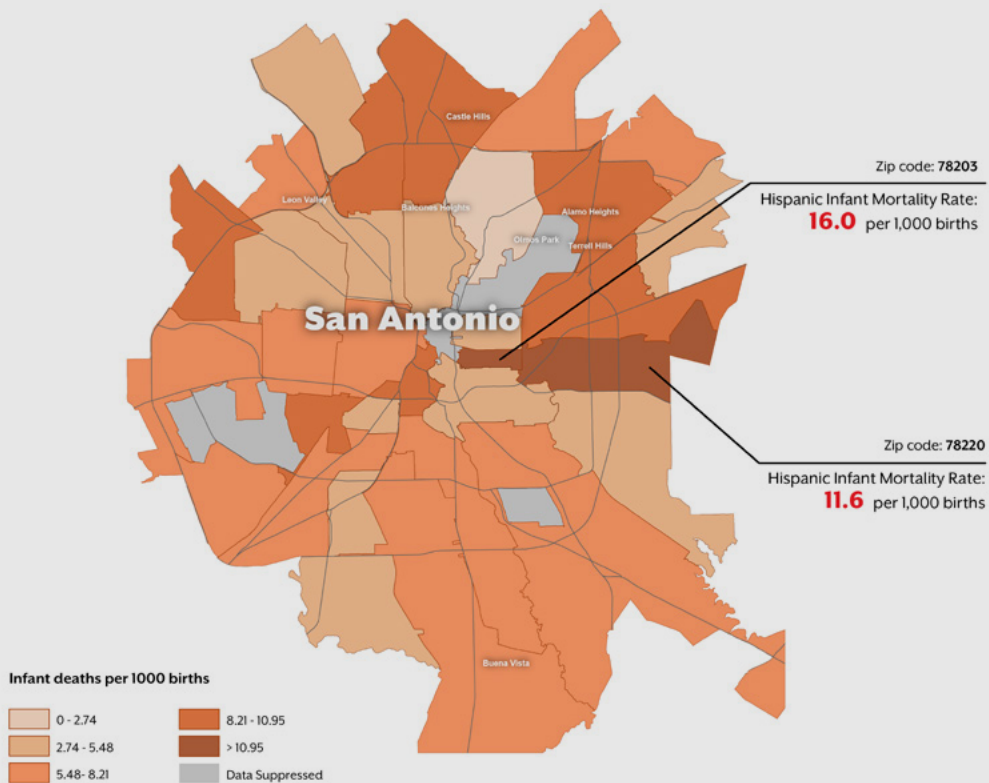 Castle Hills
Zip code: 78203
Hispanic Infant Mortality Rate:
16.0 per 1,000 births
Leon Valley
Balcones Heights
Alamo Heights
Olmos Park
Terrell Hills
San Antonio
Zip code: 78220
Hispanic Infant Mortality Rate:
11.6 per 1,000 births
Buena Vista
Infant deaths per 1000 births
0 - 2.74
8.21 - 10.95
2.74 - 5.48
> 10.95
5.48- 8.21
Data Suppressed